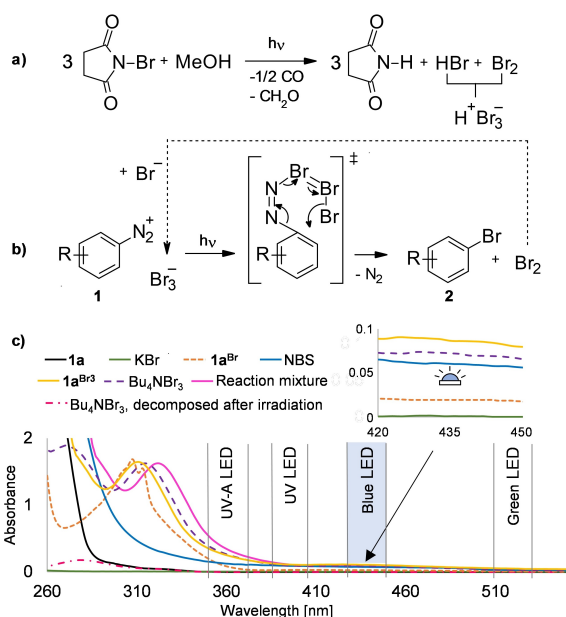 a) 3 O N-Br + MeOH hν 3 O N-H + HBr + Br2
O -1/2 CO O
- CH2O H+ Br3−
+ Br− ‡
Br
N Br
N Br
b) R N2+ hν R R Br
Br3− - N2 + Br2
1 2
c) 1a KBr 1aBr NBS
1aBr3 Bu4NBr3 Reaction mixture
Bu4NBr3, decomposed after irradiation
0.1
0.05
0
420 435 450
2
1
0
Absorbance
UV-A LED
UV LED
Blue LED
Green LED
260 310 360 410 460 510
Wavelength [nm]